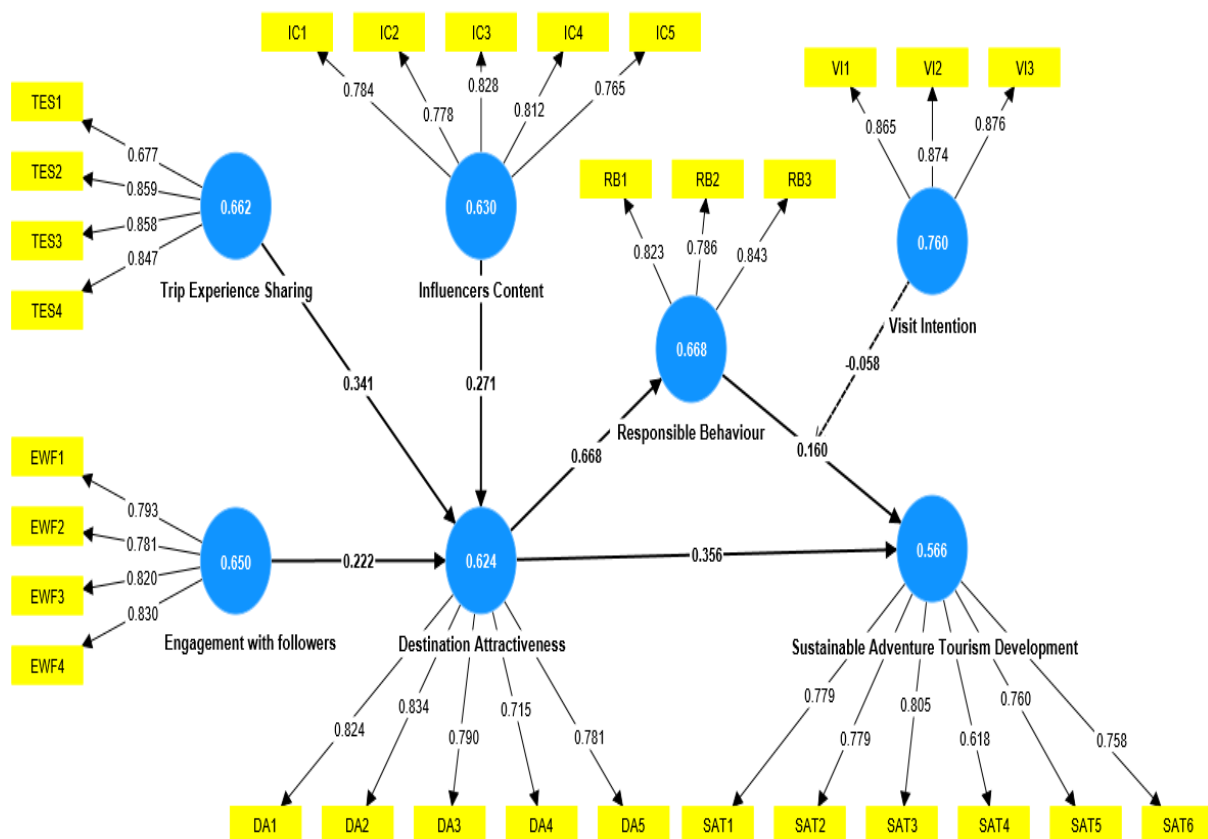 IC1
IC2
IC3
IC4
IC5
0.784
0.778
0.828
0.812
0.765
VI1
VI2
VI3
0.865
0.874
0.876
TES1
TES2
TES3
TES4
0.677
0.859
0.858
0.847
0.662
Trip Experience Sharing
0.630
Influencers Content
RB1
RB2
RB3
0.823
0.786
0.843
0.668
Responsible Behaviour
0.760
Visit Intention
-0.058
0.341
0.271
0.668
0.160
EWF1
EWF2
EWF3
EWF4
0.793
0.781
0.820
0.830
0.650
Engagement with followers
0.222
0.624
Destination Attractiveness
0.356
0.566
Sustainable Adventure Tourism Development
0.824
0.834
0.790
0.715
0.781
DA1
DA2
DA3
DA4
DA5
0.779
0.779
0.805
0.618
0.760
0.758
SAT1
SAT2
SAT3
SAT4
SAT5
SAT6